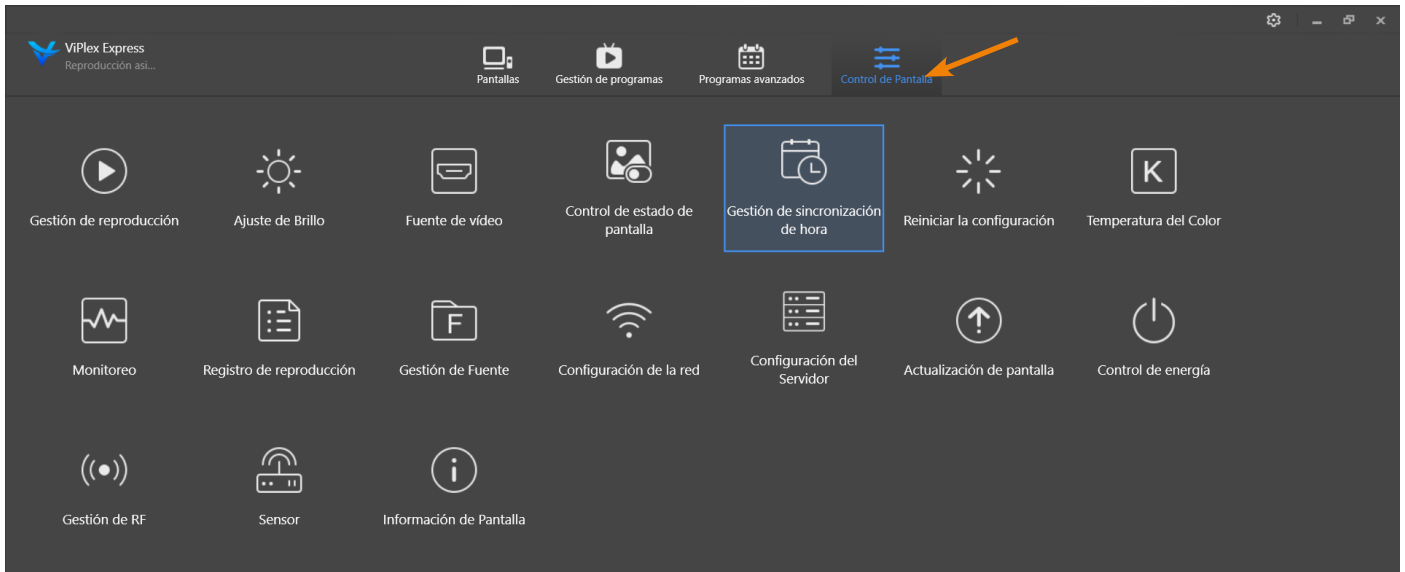 ViPlex Express
Reproducción asi...
Pantallas
Gestión de programas
Programas avanzados
Control de Pantalla
Gestión de reproducción
Ajuste de Brillo
Fuente de vídeo
Control de estado de
pantalla
Gestión de sincronización
de hora
Reiniciar la configuración
K
Temperatura del Color
Monitoreo
Registro de reproducción
F
Gestión de Fuente
Configuración de la red
Configuración del
Servidor
Actualización de pantalla
Control de energía
Gestión de RF
Sensor
i
Información de Pantalla